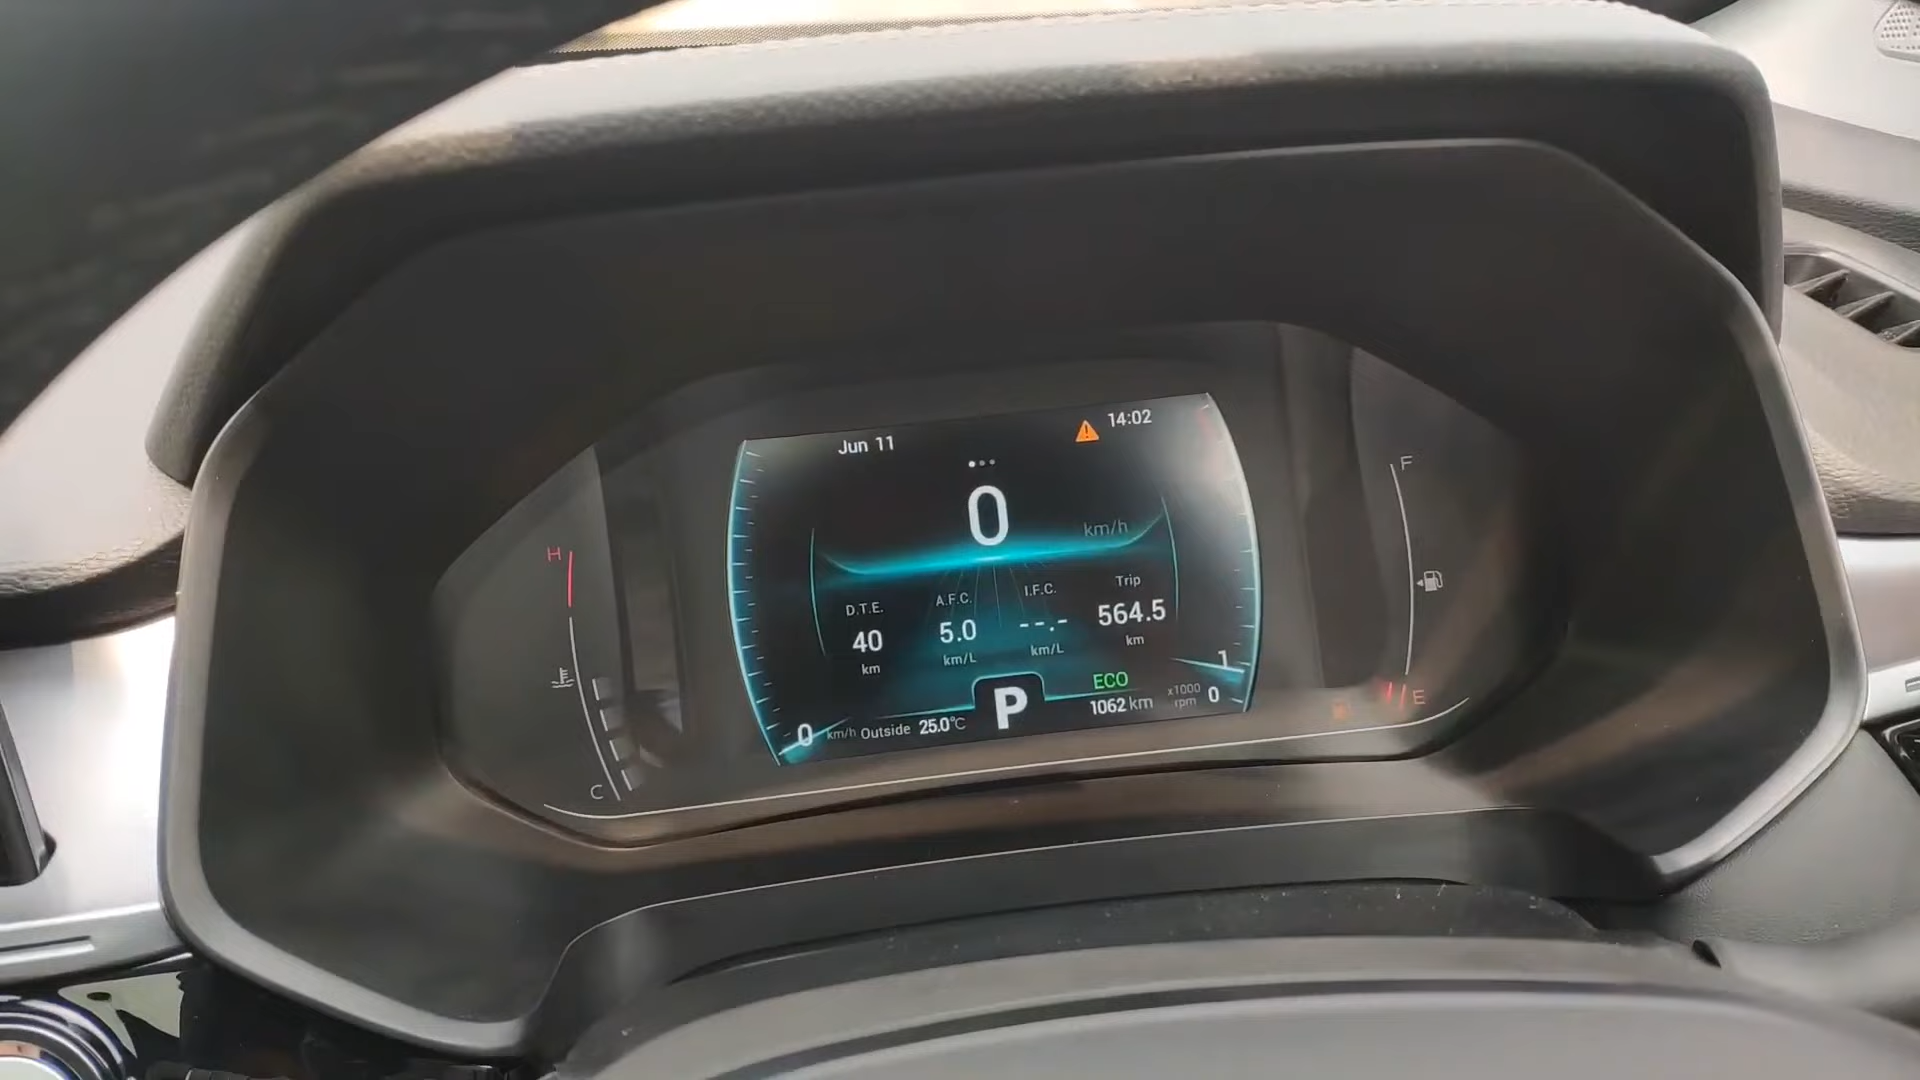 Jun 11
14:02
0
km/h
D.T.E. A.F.C. I.F.C. Trip
40 5.0 --.- 564.5
km km/L km/L km
H
C
F
E
0 km/h Outside 25.0°C
P
ECO
1062 km
x1000
rpm
1
0